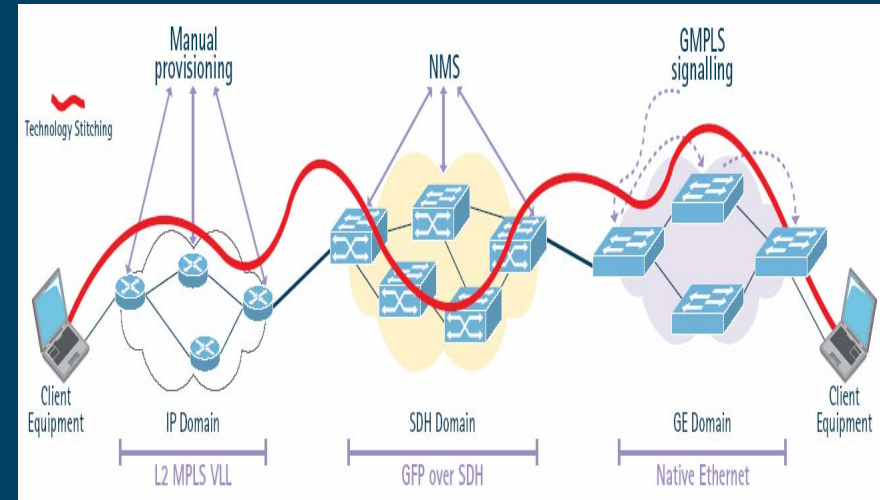 Manual
provisioning
NMS
GMPLS
signalling
Technology Stitching
Client
Equipment
IP Domain
SDH Domain
GE Domain
Client
Equipment
L2 MPLS VLL
GFP over SDH
Native Ethernet